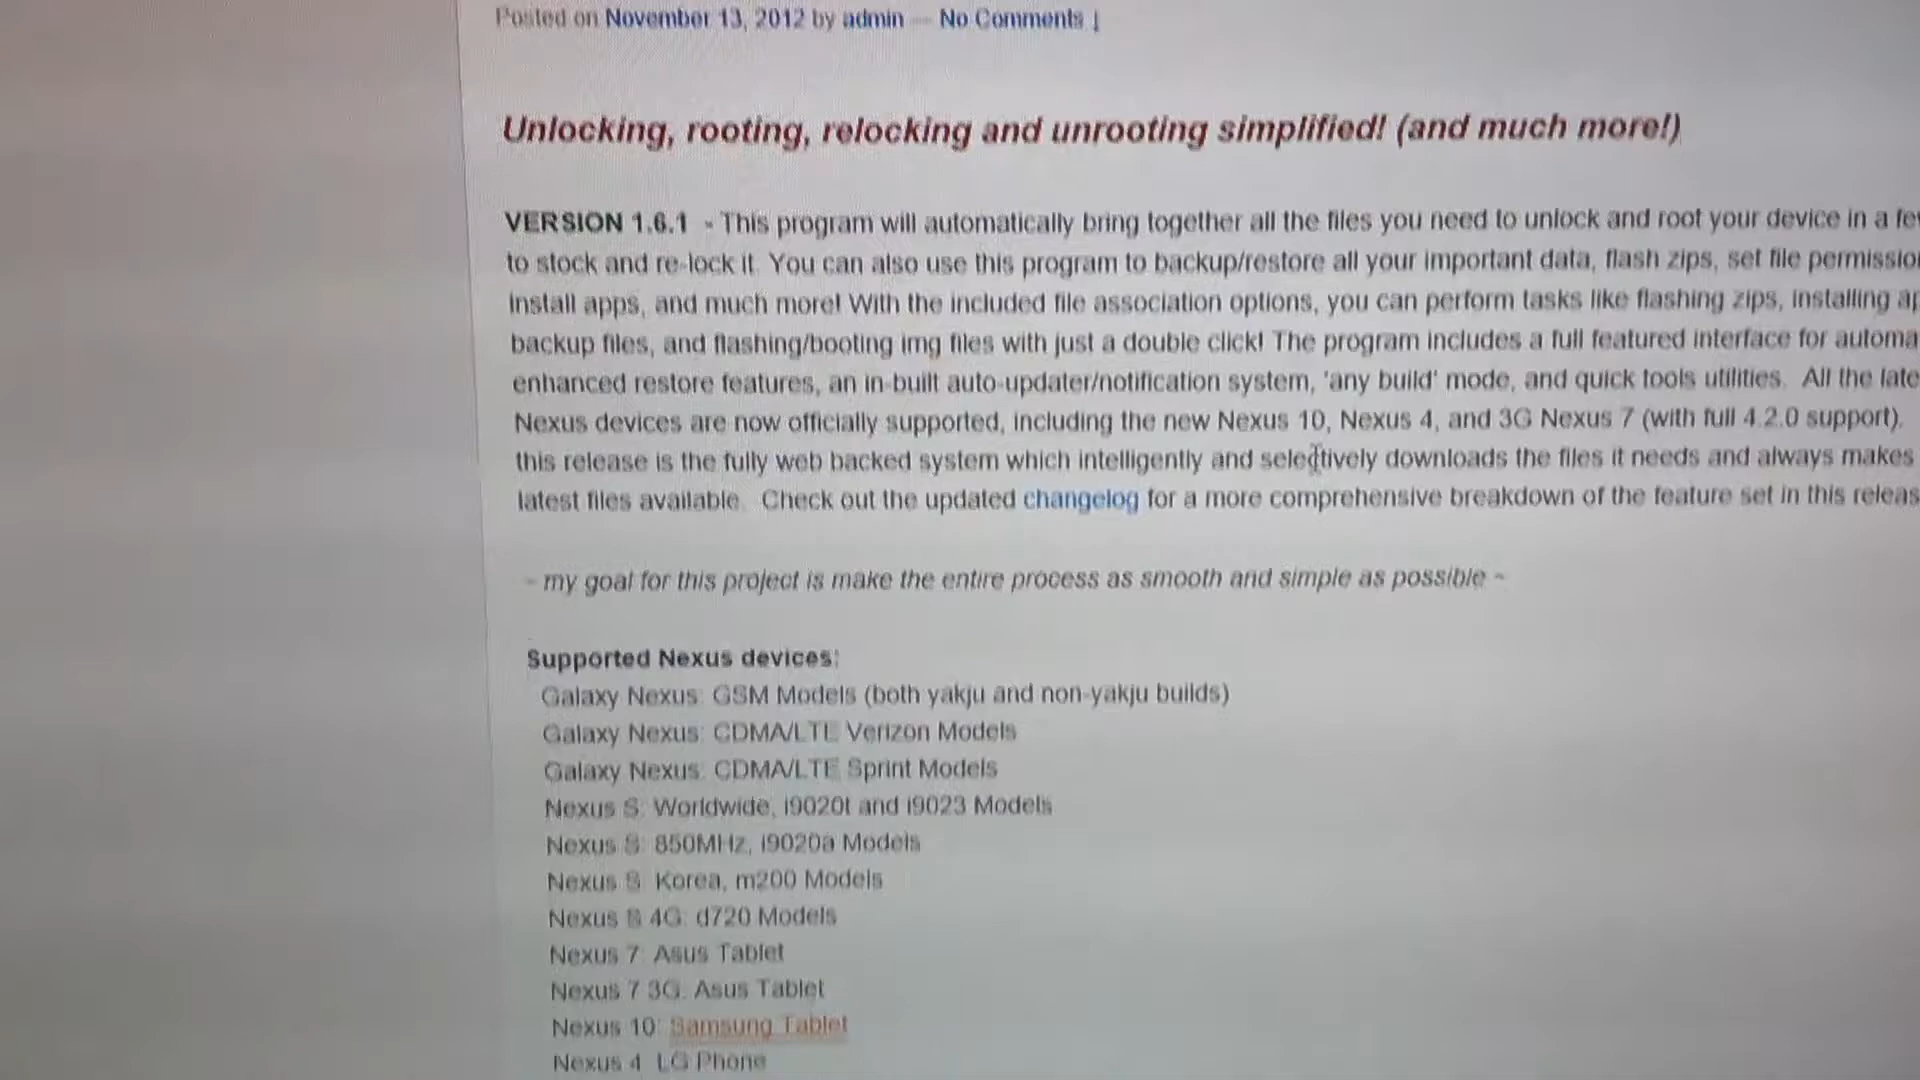 Posted on November 13, 2012 by admin — No Comments ↓
Unlocking, rooting, relocking and unrooting simplified! (and much more!)
VERSION 1.6.1 - This program will automatically bring together all the files you need to unlock and root your device in a
to stock and re-lock it. You can also use this program to backup/restore all your important data, flash zips, set file
install apps, and much more! With the included file association options, you can perform tasks like flashing zips, installing
backup files, and flashing/booting img files with just a double click! The program includes a full featured interface for
enhanced restore features, an in-built auto-updater/notification system, 'any build' mode, and quick tools utilities. All the
Nexus devices are now officially supported, including the new Nexus 10, Nexus 4, and 3G Nexus 7 (with full 4.2.0 support).
this release is the fully web backed system which intelligently and selectively downloads the files it needs and always makes
latest files available. Check out the updated changelog for a more comprehensive breakdown of the feature set in this
~ my goal for this project is make the entire process as smooth and simple as possible ~
Supported Nexus devices:
Galaxy Nexus: GSM Models (both yakju and non-yakju builds)
Galaxy Nexus: CDMA/LTE Verizon Models
Galaxy Nexus: CDMA/LTE Sprint Models
Nexus S: Worldwide, i9020t and i9023 Models
Nexus S: 850MHz, i9020a Models
Nexus S: Korea, m200 Models
Nexus S 4G: d720 Models
Nexus 7: Asus Tablet
Nexus 7 3G: Asus Tablet
Nexus 10: Samsung Tablet
Nexus 4: LG Phone